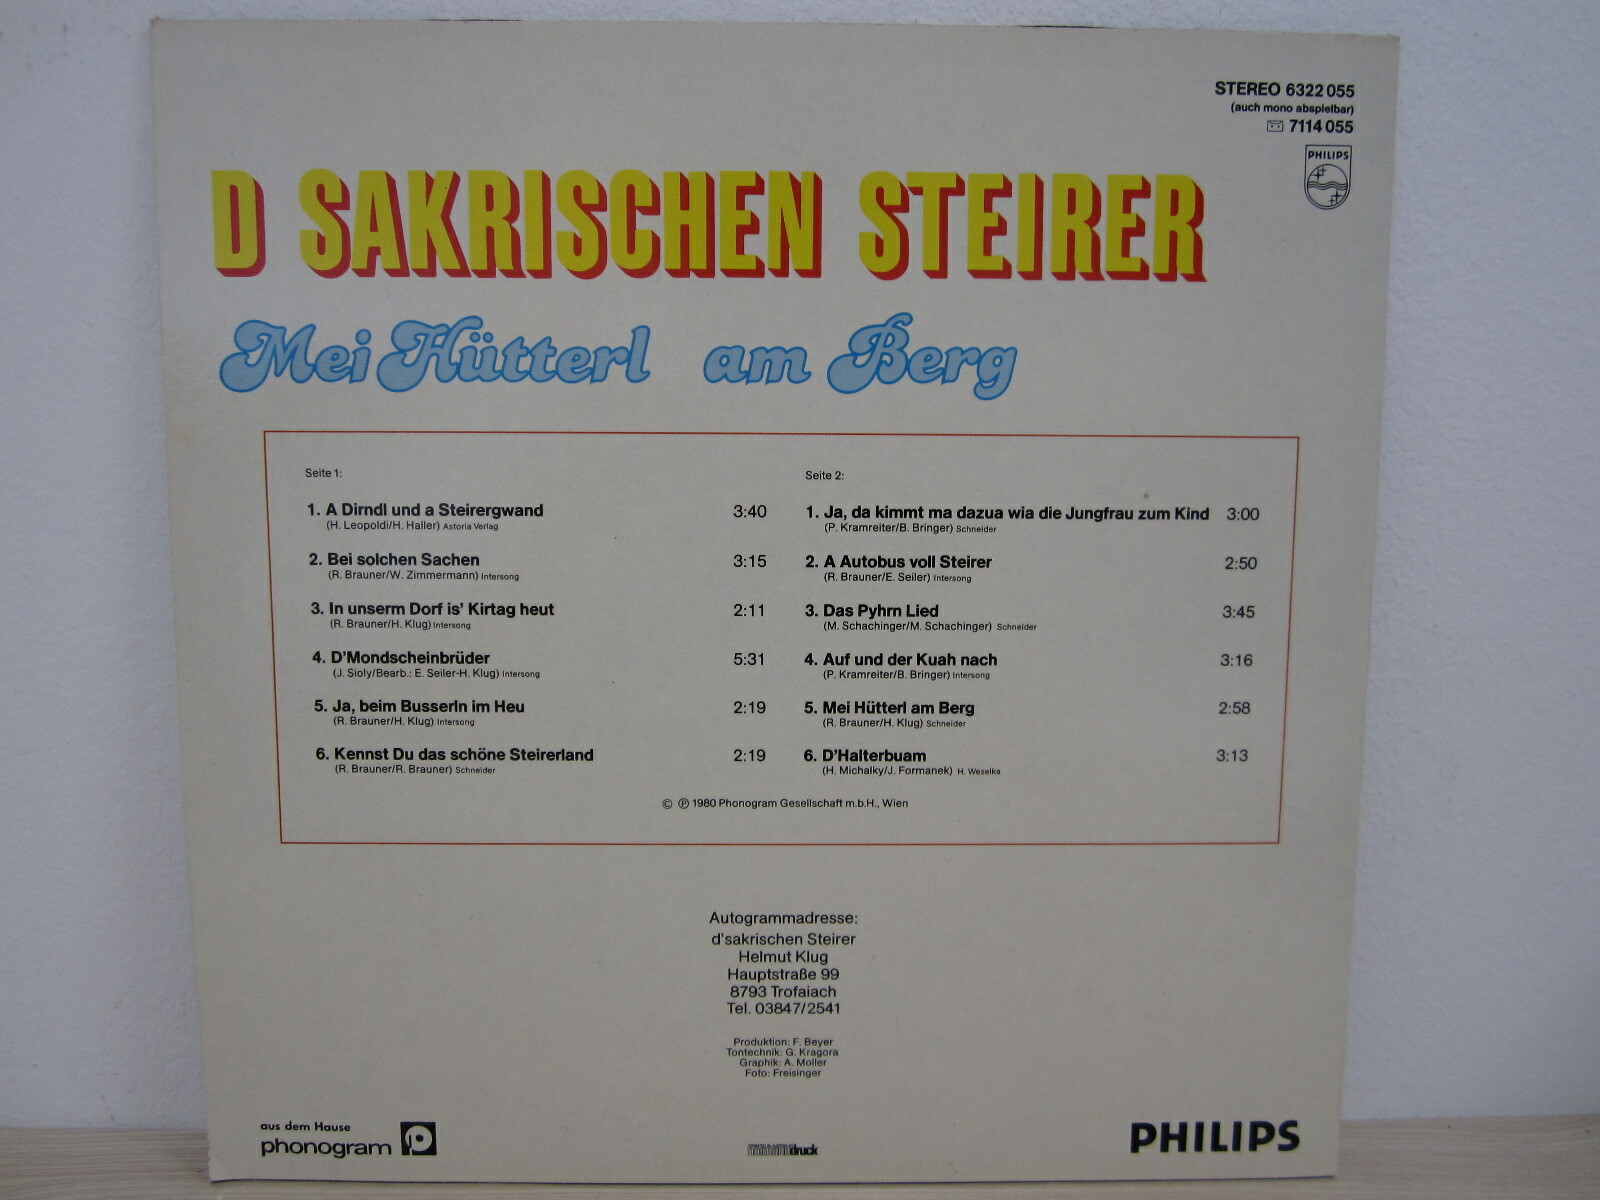 STEREO 6322 055
(auch mono abspielbar)
7114 055
PHILIPS
D SAKRISCHEN STEIRER
Mei Hütterl am Berg
Seite 1:
1. A Dirndl und a Steirergwand 3:40
(H. Leopoldi/H. Haller) Astoria Verlag
2. Bei solchen Sachen 3:15
(R. Brauner/W. Zimmermann) Intersong
3. In unserm Dorf is' Kirtag heut 2:11
(R. Brauner/H. Klug) Intersong
4. D'Mondscheinbrüder 5:31
(J. Sioly/Bearb.: E. Seiler-H. Klug) Intersong
5. Ja, beim Busserln im Heu 2:19
(R. Brauner/H. Klug) Intersong
6. Kennst Du das schöne Steirerland 2:19
(R. Brauner/R. Brauner) Schneider
Seite 2:
1. Ja, da kimmt ma dazua wia die Jungfrau zum Kind 3:00
(P. Kramreiter/B. Bringer) Schneider
2. A Autobus voll Steirer 2:50
(R. Brauner/E. Seiler) Intersong
3. Das Pyhrn Lied 3:45
(M. Schachinger/M. Schachinger) Schneider
4. Auf und der Kuah nach 3:16
(P. Kramreiter/B. Bringer) Intersong
5. Mei Hütterl am Berg 2:58
(R. Brauner/H. Klug) Schneider
6. D'Halterbuam 3:13
(H. Michalky/J. Formanek) H. Weselka
© ℗ 1980 Phonogram Gesellschaft m.b.H., Wien
Autogrammadresse:
d'sakrischen Steirer
Helmut Klug
Hauptstraße 99
8793 Trofaiach
Tel. 03847/2541
Produktion: F. Beyer
Tontechnik: G. Kragora
Graphik: A. Moller
Foto: Freisinger
aus dem Hause
phonogram
druck
PHILIPS